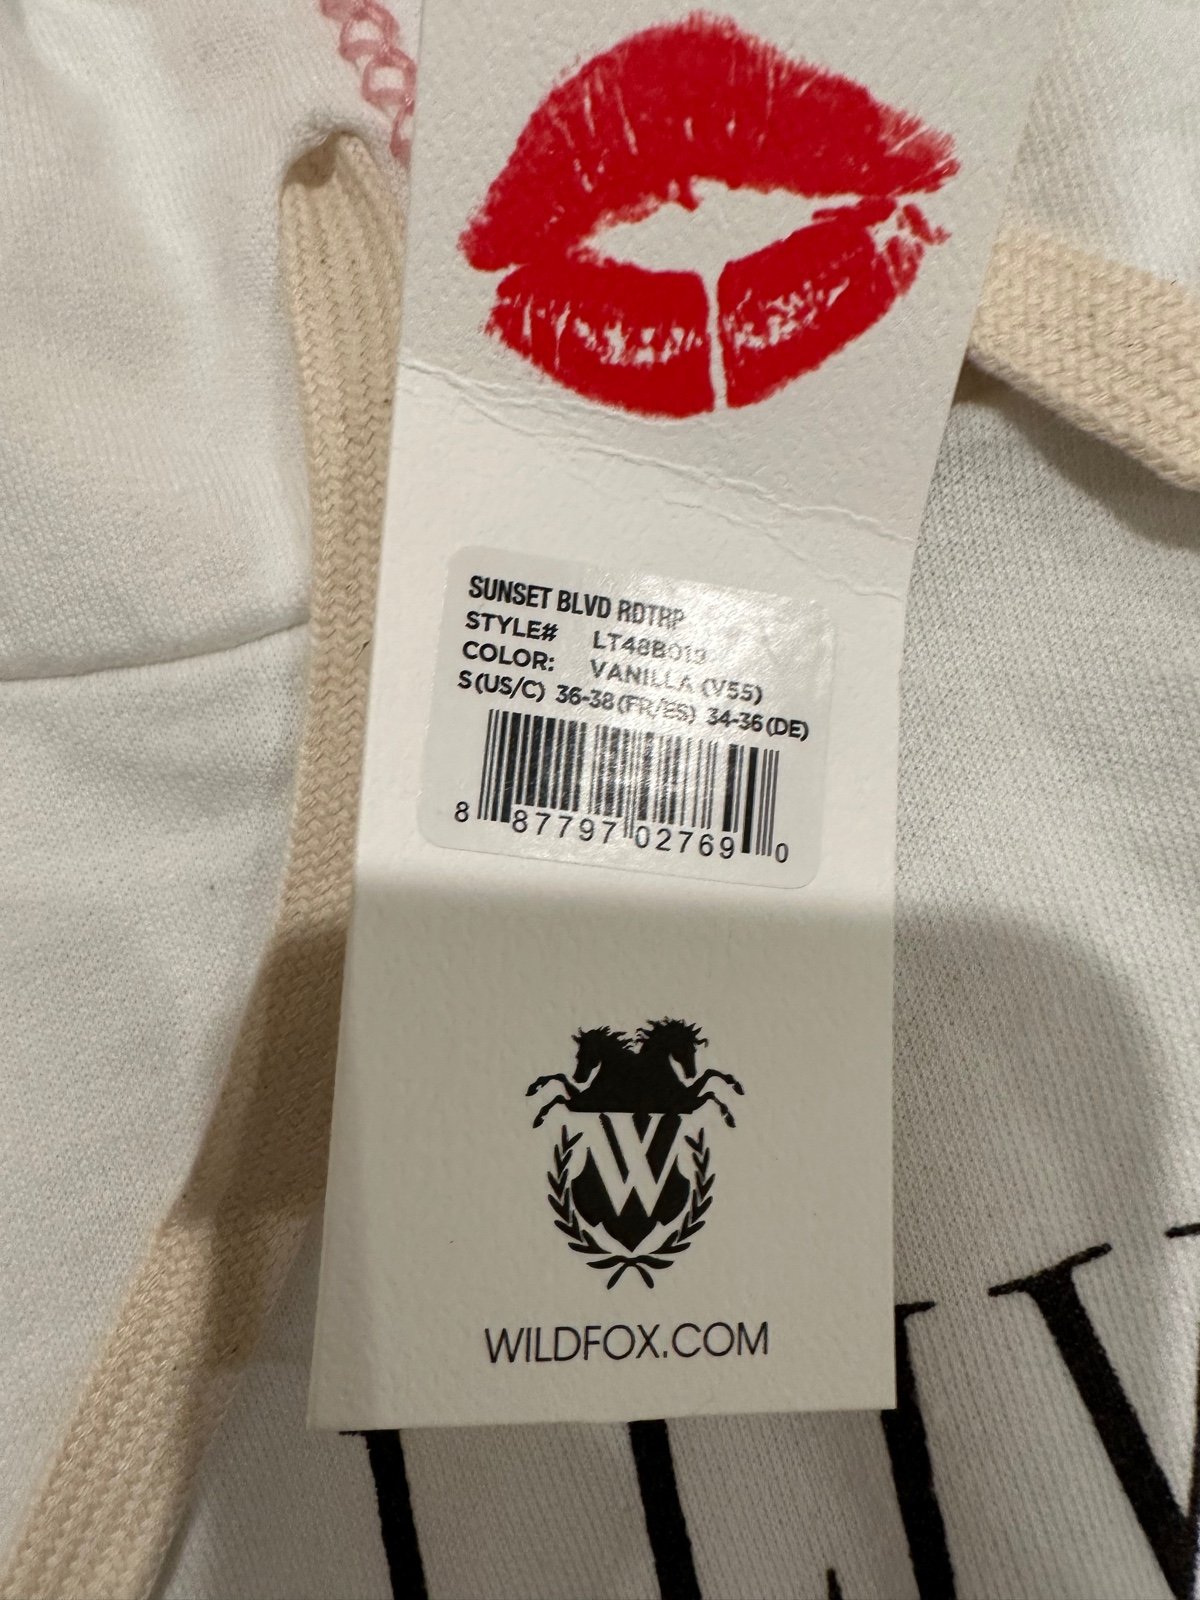 SUNSET BLVD RDTRP
STYLE# LT48B019
COLOR: VANILLA (V55)
S(US/C) 36-38(FR/ES) 34-36(DE)
8 87797 02769 0
W
WILDFOX.COM